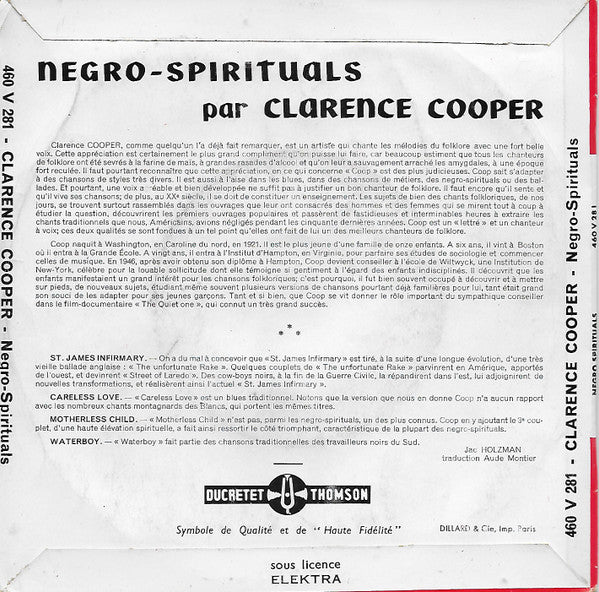 NEGRO-SPIRITUALS
par CLARENCE COOPER
Clarence COOPER, comme quelqu'un l'a déjà fait remarquer, est un artiste qui chante les mélodies du folklore avec une fort belle
voix. Cette appréciation est certainement le plus grand compliment qu'on puisse lui faire, car beaucoup estiment que tous les chanteurs
de folklore ont été sevrés à la farine de maïs, à grandes rasades d'alcool et qu'on leur a sauvagement arraché les amygdales, à une époque
fort reculée. Il faut pourtant reconnaître que cette appréciation, en ce qui concerne « Coop » est des plus judicieuses. Coop sait s'adapter
à des chansons de styles très divers. Il est aussi à l'aise dans les blues, dans des chansons de métiers, des negro-spirituals ou des bal-
lades. Et pourtant, une voix agréable et bien développée ne suffit pas à justifier un bon chanteur de folklore. Il faut encore qu'il sente et
qu'il vive ses chansons; de plus, au XXe siècle, il se doit de constituer un enseignement. Les sujets de bien des chants folkloriques, de nos
jours, se trouvent surtout rassemblés dans les ouvrages que leur ont consacrés des hommes et des femmes qui se mirent tout à coup à
étudier la question, découvrirent les premiers ouvrages populaires et passèrent de fastidieuses et interminables heures à extraire les
chants traditionnels que nous, Américains, avions négligés pendant les cinquante dernières années. Coop est un « lettré » et un chanteur
à voix; ces deux qualités se sont fondues à un tel point qu'elles ont fait de lui un des meilleurs chanteurs de folklore.
Coop naquit à Washington, en Caroline du nord, en 1921. Il est le plus jeune d'une famille de onze enfants. A six ans, il vint à Boston
où il entra à la Grande École. A vingt ans, il entra à l'Institut d'Hampton, en Virginie, pour parfaire ses études de sociologie et commencer
celles de musique. En 1946, après avoir obtenu son diplôme à Hampton, Coop devint conseiller à l'école de Wiltwyck, une Institution de
New-York, célèbre pour la louable sollicitude dont elle témoigne si gentiment à l'égard des enfants indisciplinés. Il découvrit que les
enfants manifestaient un grand intérêt pour les chansons folkloriques; c'est pourquoi, il fut bien souvent occupé à découvrir et à mettre
sur pieds, de nouveaux sujets, étudiant même souvent plusieurs versions de chansons pourtant déjà familières pour lui, tant était grand
son souci de les adapter pour ses jeunes garçons. Tant et si bien, que Coop se vit donner le rôle important du sympathique conseiller
dans le film-documentaire « The Quiet one », qui connut un très grand succès.
* * *
ST. JAMES INFIRMARY. — On a du mal à concevoir que «St. James Infirmary» est tiré, à la suite d'une longue évolution, d'une très
vieille ballade anglaise : « The unfortunate Rake ». Quelques couplets de « The unfortunate Rake » parvinrent en Amérique, apportés
de l'ouest, et devinrent « Street of Laredo ». Des cow-boys noirs, à la fin de la Guerre Civile, la répandirent dans l'est, lui adjoignirent de
nouvelles transformations, et réalisèrent ainsi l'actuel « St. James Infirmary ».
CARELESS LOVE. — «Careless Love» est un blues traditionnel. Notons que la version que nous en donne Coop n'a aucun rapport
avec les nombreux chants montagnards des Blancs, qui portent les mêmes titres.
MOTHERLESS CHILD. — « Motherless Child » n'est pas, parmi les negro-spirituals, un des plus connus. Coop en y ajoutant le 3e cou-
plet, d'une haute élévation spirituelle, a fait ainsi ressortir le côté triomphant, caractéristique de la plupart des negro-spirituals.
WATERBOY. — « Waterboy » fait partie des chansons traditionnelles des travailleurs noirs du Sud.
Jac HOLZMAN
traduction Aude Montier
DUCRETET THOMSON
Symbole de Qualité et de "Haute Fidélité"
DILLARD & Cie, Imp. Paris
sous licence
ELEKTRA
460 V 281 - CLARENCE COOPER - Negro-Spirituals
460 V 281 - CLARENCE COOPER - Negro-Spirituals
NEGRO SPIRITUALS
460 V 281